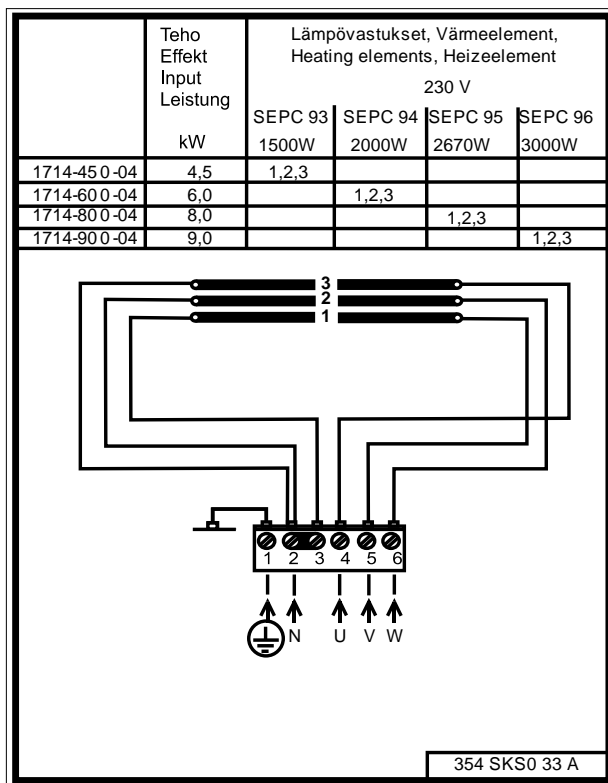 Teho
Effekt
Input
Leistung
kW
Lämpövastukset, Värmeelement,
Heating elements, Heizeelement
230 V
SEPC 93 SEPC 94 SEPC 95 SEPC 96
1500W 2000W 2670W 3000W
1714-450-04 4,5 1,2,3
1714-600-04 6,0 1,2,3
1714-800-04 8,0 1,2,3
1714-900-04 9,0 1,2,3
3
2
1
1 2 3 4 5 6
N U V W
354 SKS0 33 A